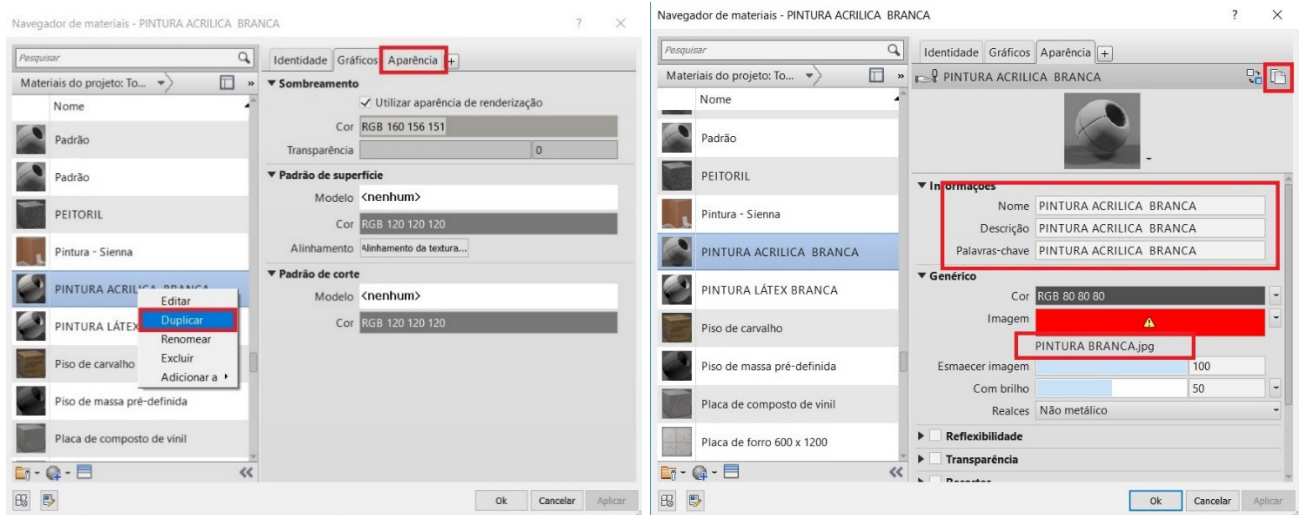 Navegador de materiais - PINTURA ACRILICA BRANCA
? ×
Pesquisar
Materiais do projeto: To...
»
Nome
Padrão
Padrão
PEITORIL
Pintura - Sienna
PINTURA ACRILICA BRANCA
PINTURA LÁTEX
Piso de carvalho
Piso de massa pré-definida
Placa de composto de vinil
Editar
Duplicar
Renomear
Excluir
Adicionar a
Identidade Gráficos Aparência +
Sombreamento
Utilizar aparência de renderização
Cor RGB 160 156 151
Transparência 0
Padrão de superfície
Modelo <nenhum>
Cor RGB 120 120 120
Alinhamento Alinhamento da textura...
Padrão de corte
Modelo <nenhum>
Cor RGB 120 120 120
«
Ok Cancelar Aplicar
Navegador de materiais - PINTURA ACRILICA BRANCA
? ×
Pesquisar
Materiais do projeto: To...
»
Nome
Padrão
PEITORIL
Pintura - Sienna
PINTURA ACRILICA BRANCA
PINTURA LÁTEX BRANCA
Piso de carvalho
Piso de massa pré-definida
Placa de composto de vinil
Placa de forro 600 x 1200
«
Identidade Gráficos Aparência +
PINTURA ACRILICA BRANCA
Informações
Nome PINTURA ACRILICA BRANCA
Descrição PINTURA ACRILICA BRANCA
Palavras-chave PINTURA ACRILICA BRANCA
Genérico
Cor RGB 80 80 80
Imagem
PINTURA BRANCA.jpg
Esmaecer imagem 100
Com brilho 50
Realces Não metálico
Reflexibilidade
Transparência
Ok Cancelar Aplicar